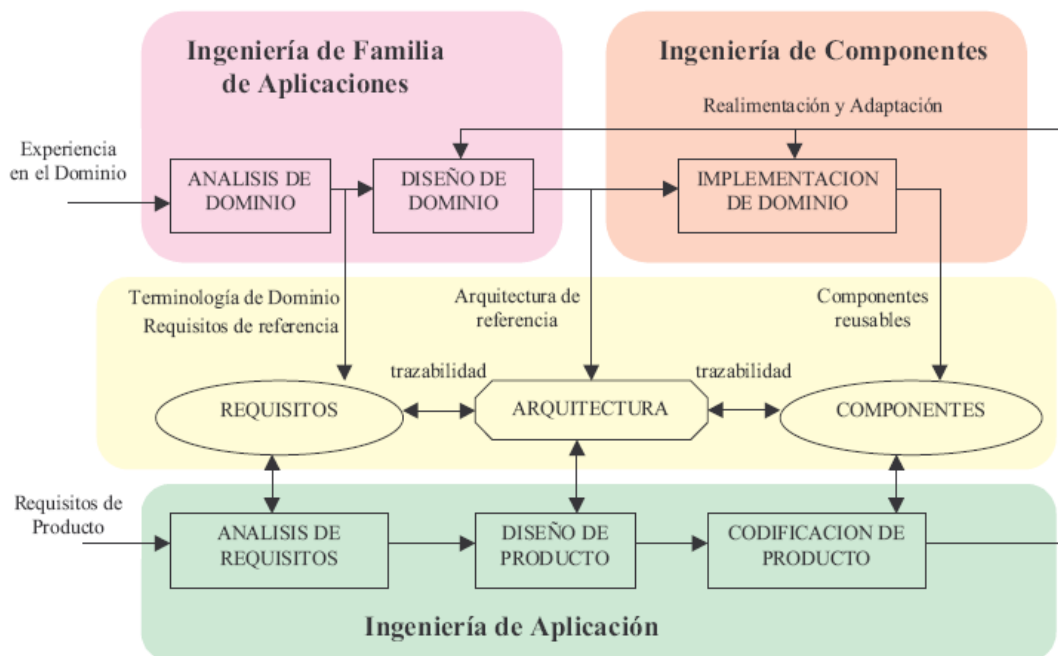 Ingeniería de Familia
de Aplicaciones
Ingeniería de Componentes
Realimentación y Adaptación
Experiencia
en el Dominio
ANALISIS DE
DOMINIO
DISEÑO DE
DOMINIO
IMPLEMENTACION
DE DOMINIO
Terminología de Dominio
Requisitos de referencia
Arquitectura de
referencia
Componentes
reusables
trazabilidad
trazabilidad
REQUISITOS
ARQUITECTURA
COMPONENTES
Requisitos de
Producto
ANALISIS DE
REQUISITOS
DISEÑO DE
PRODUCTO
CODIFICACION DE
PRODUCTO
Ingeniería de Aplicación